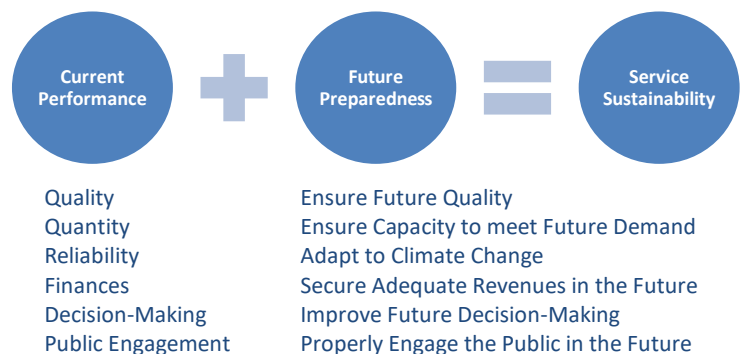 Current
Performance
Future
Preparedness
Service
Sustainability
Quality
Quantity
Reliability
Finances
Decision-Making
Public Engagement
Ensure Future Quality
Ensure Capacity to meet Future Demand
Adapt to Climate Change
Secure Adequate Revenues in the Future
Improve Future Decision-Making
Properly Engage the Public in the Future